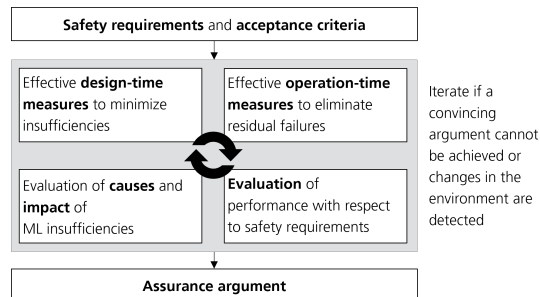 Safety requirements and acceptance criteria
Effective design-time
measures to minimize
insufficiencies
Effective operation-time
measures to eliminate
residual failures
Evaluation of causes and
impact of
ML insufficiencies
Evaluation of
performance with respect
to safety requirements
Iterate if a
convincing
argument cannot
be achieved or
changes in the
environment are
detected
Assurance argument